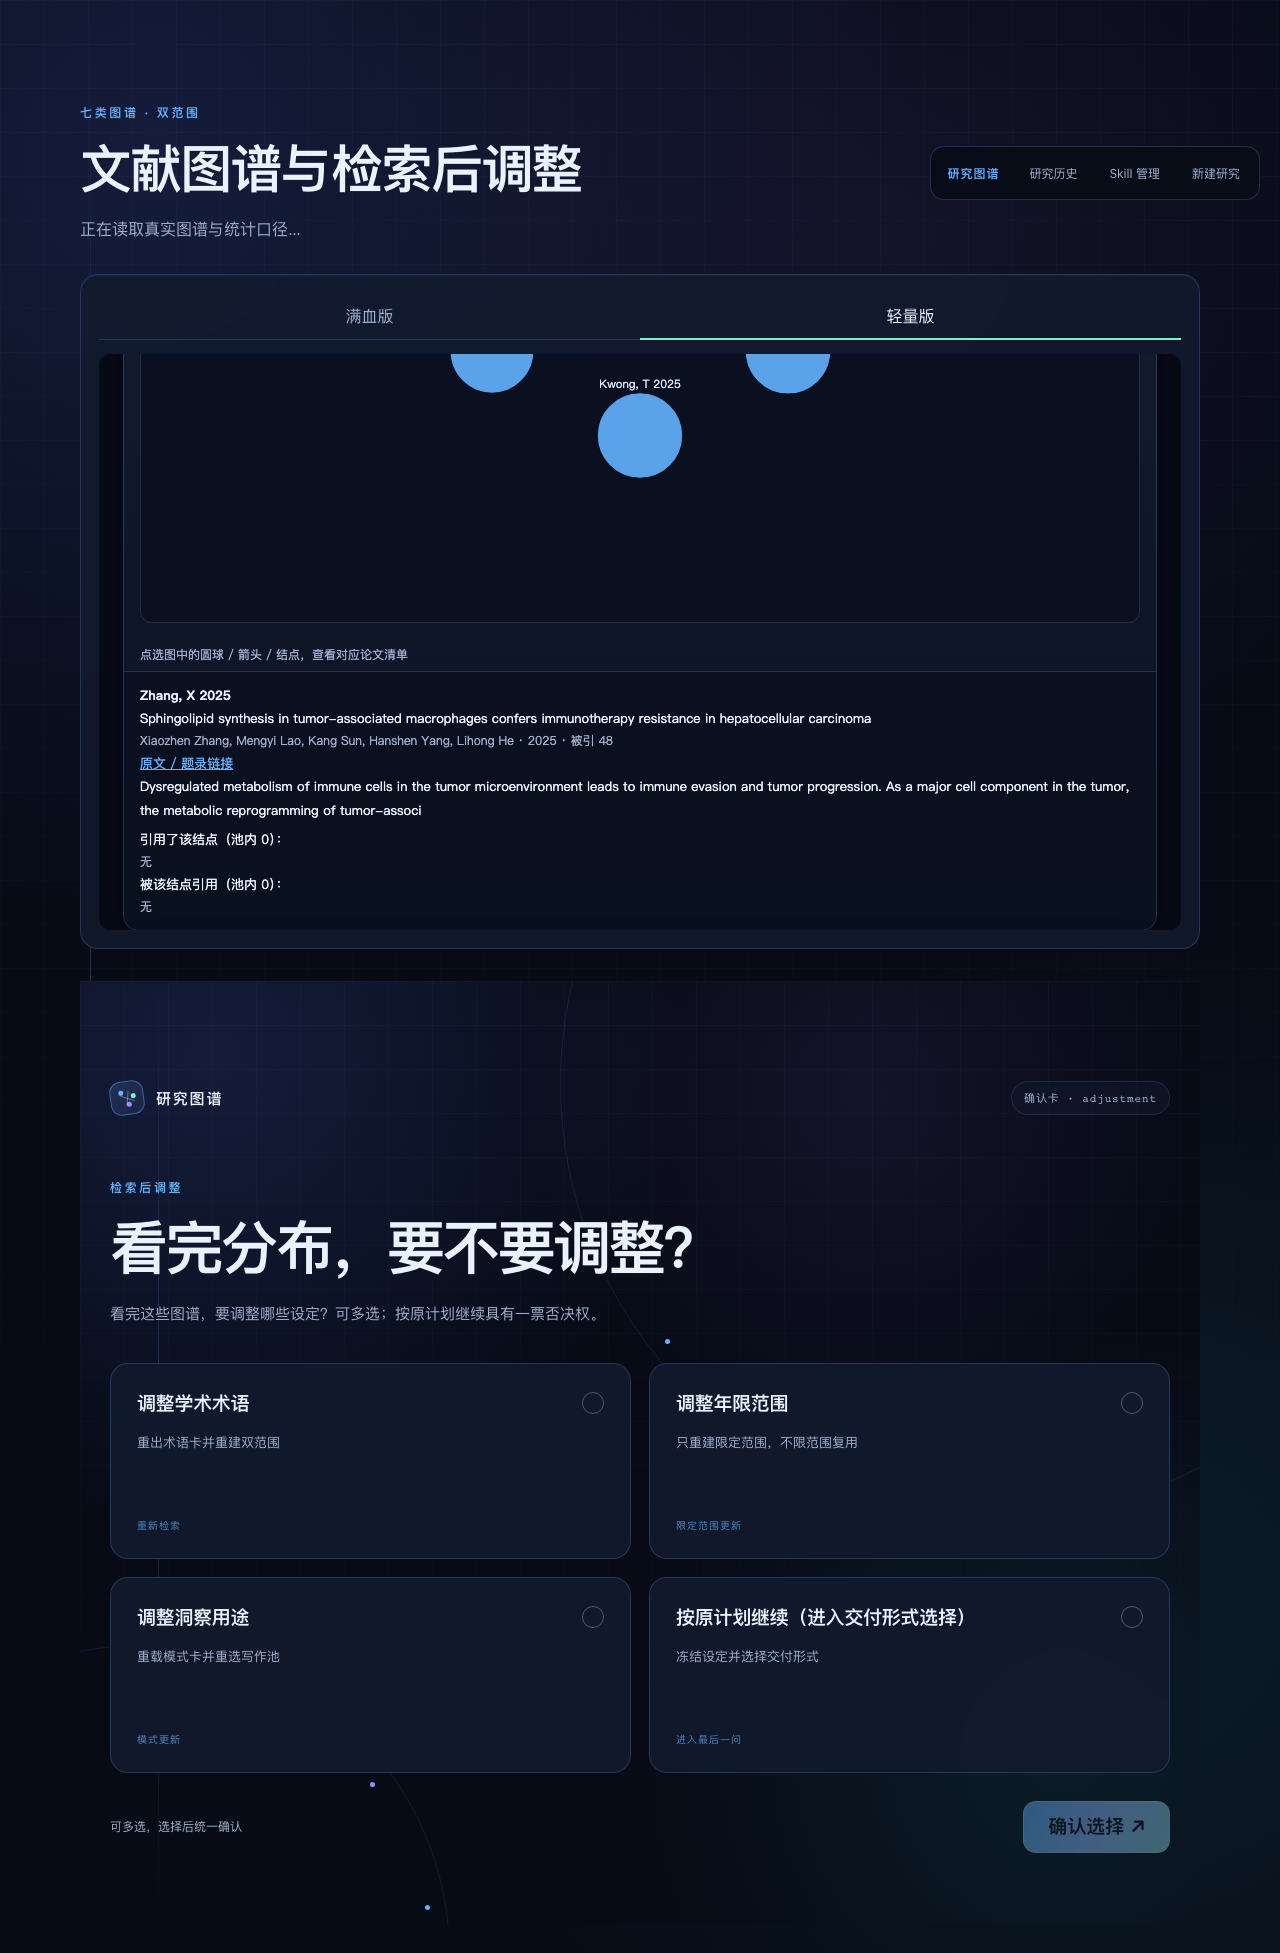 七类图谱 · 双范围
文献图谱与检索后调整
正在读取真实图谱与统计口径...
研究图谱 研究历史 Skill 管理 新建研究
满血版 轻量版
Kwong, T 2025
点选图中的圆球 / 箭头 / 结点，查看对应论文清单
Zhang, X 2025
Sphingolipid synthesis in tumor-associated macrophages confers immunotherapy resistance in hepatocellular carcinoma
Xiaozhen Zhang, Mengyi Lao, Kang Sun, Hanshen Yang, Lihong He · 2025 · 被引 48
原文 / 题录链接
Dysregulated metabolism of immune cells in the tumor microenvironment leads to immune evasion and tumor progression. As a major cell component in the tumor,
the metabolic reprogramming of tumor-associ
引用了该结点（池内 0）：
无
被该结点引用（池内 0）：
无
研究图谱
确认卡 · adjustment
检索后调整
看完分布，要不要调整？
看完这些图谱，要调整哪些设定？可多选；按原计划继续具有一票否决权。
调整学术术语
重出术语卡并重建双范围
重新检索
调整年限范围
只重建限定范围，不限范围复用
限定范围更新
调整洞察用途
重载模式卡并重选写作池
模式更新
按原计划继续（进入交付形式选择）
冻结设定并选择交付形式
进入最后一问
可多选，选择后统一确认
确认选择 ↗